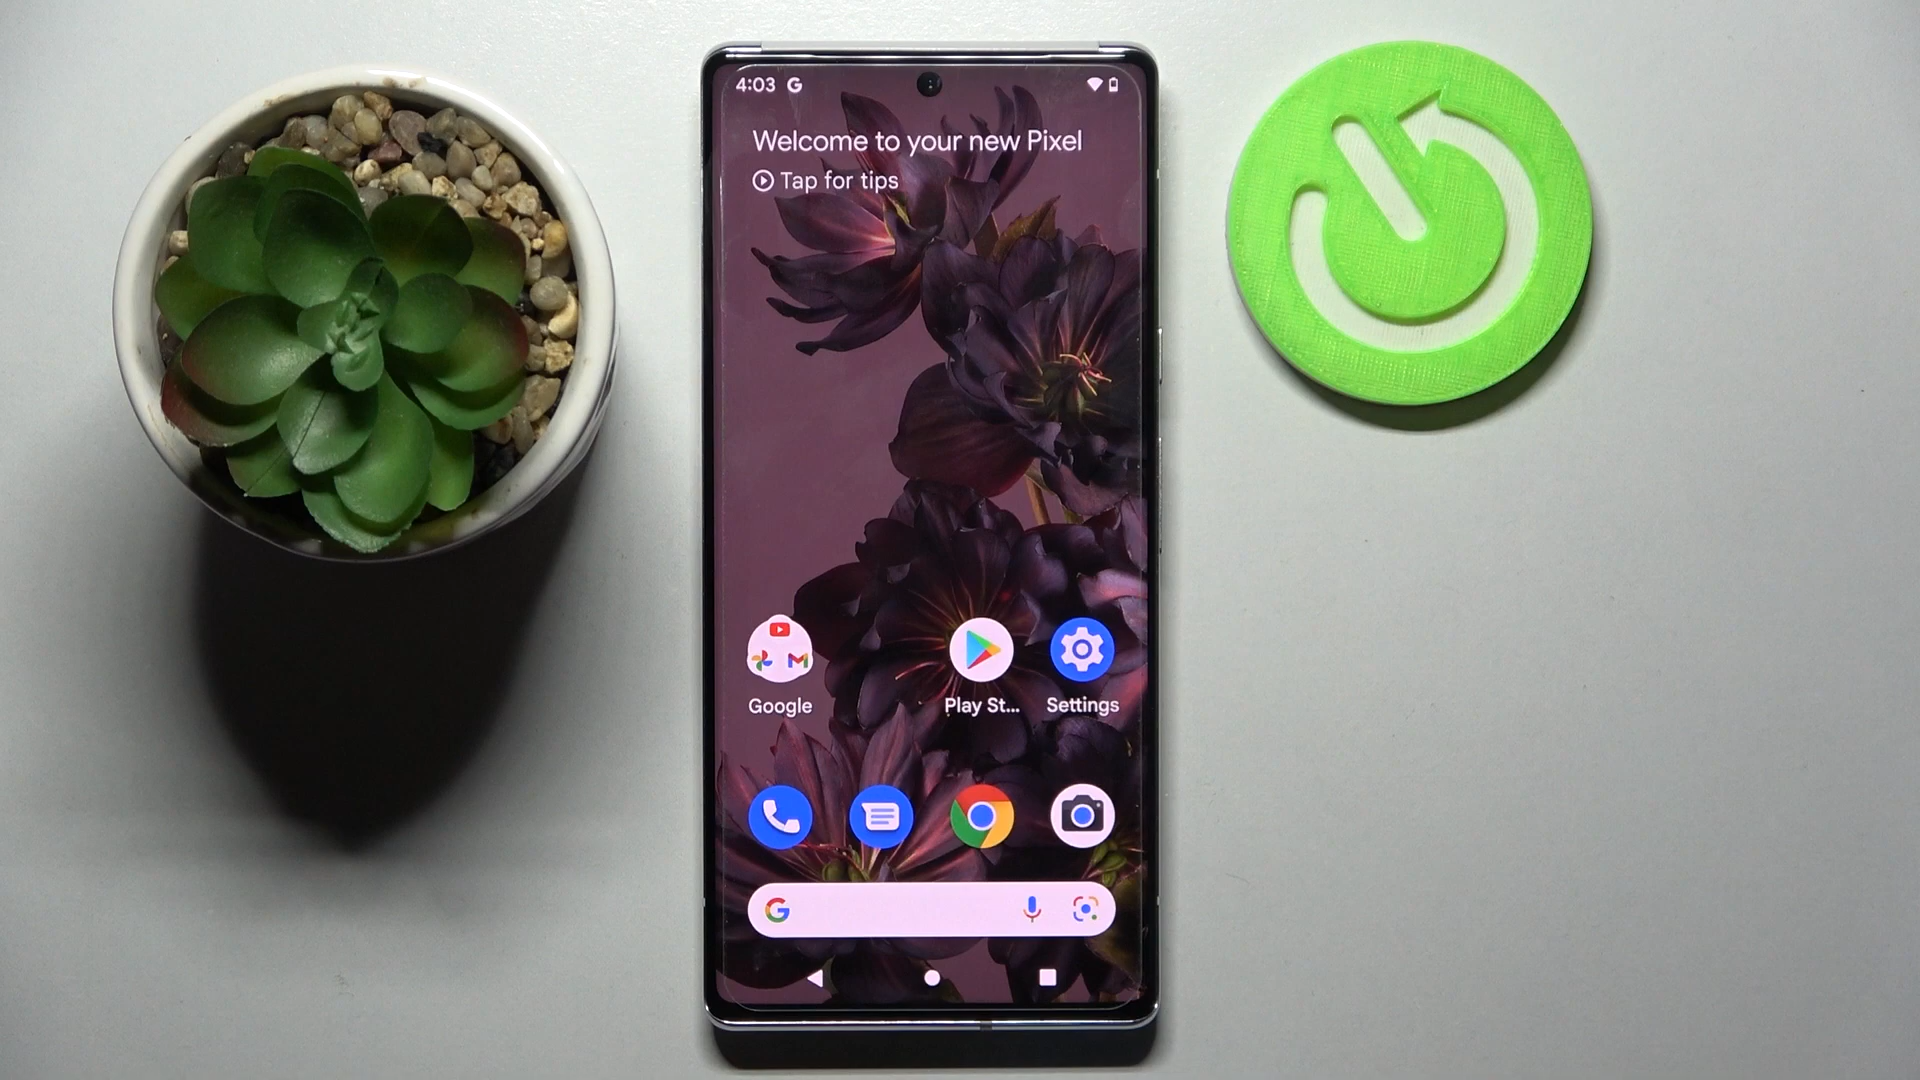 4:03 G
Welcome to your new Pixel
Tap for tips
Google
Play St...
Settings
G